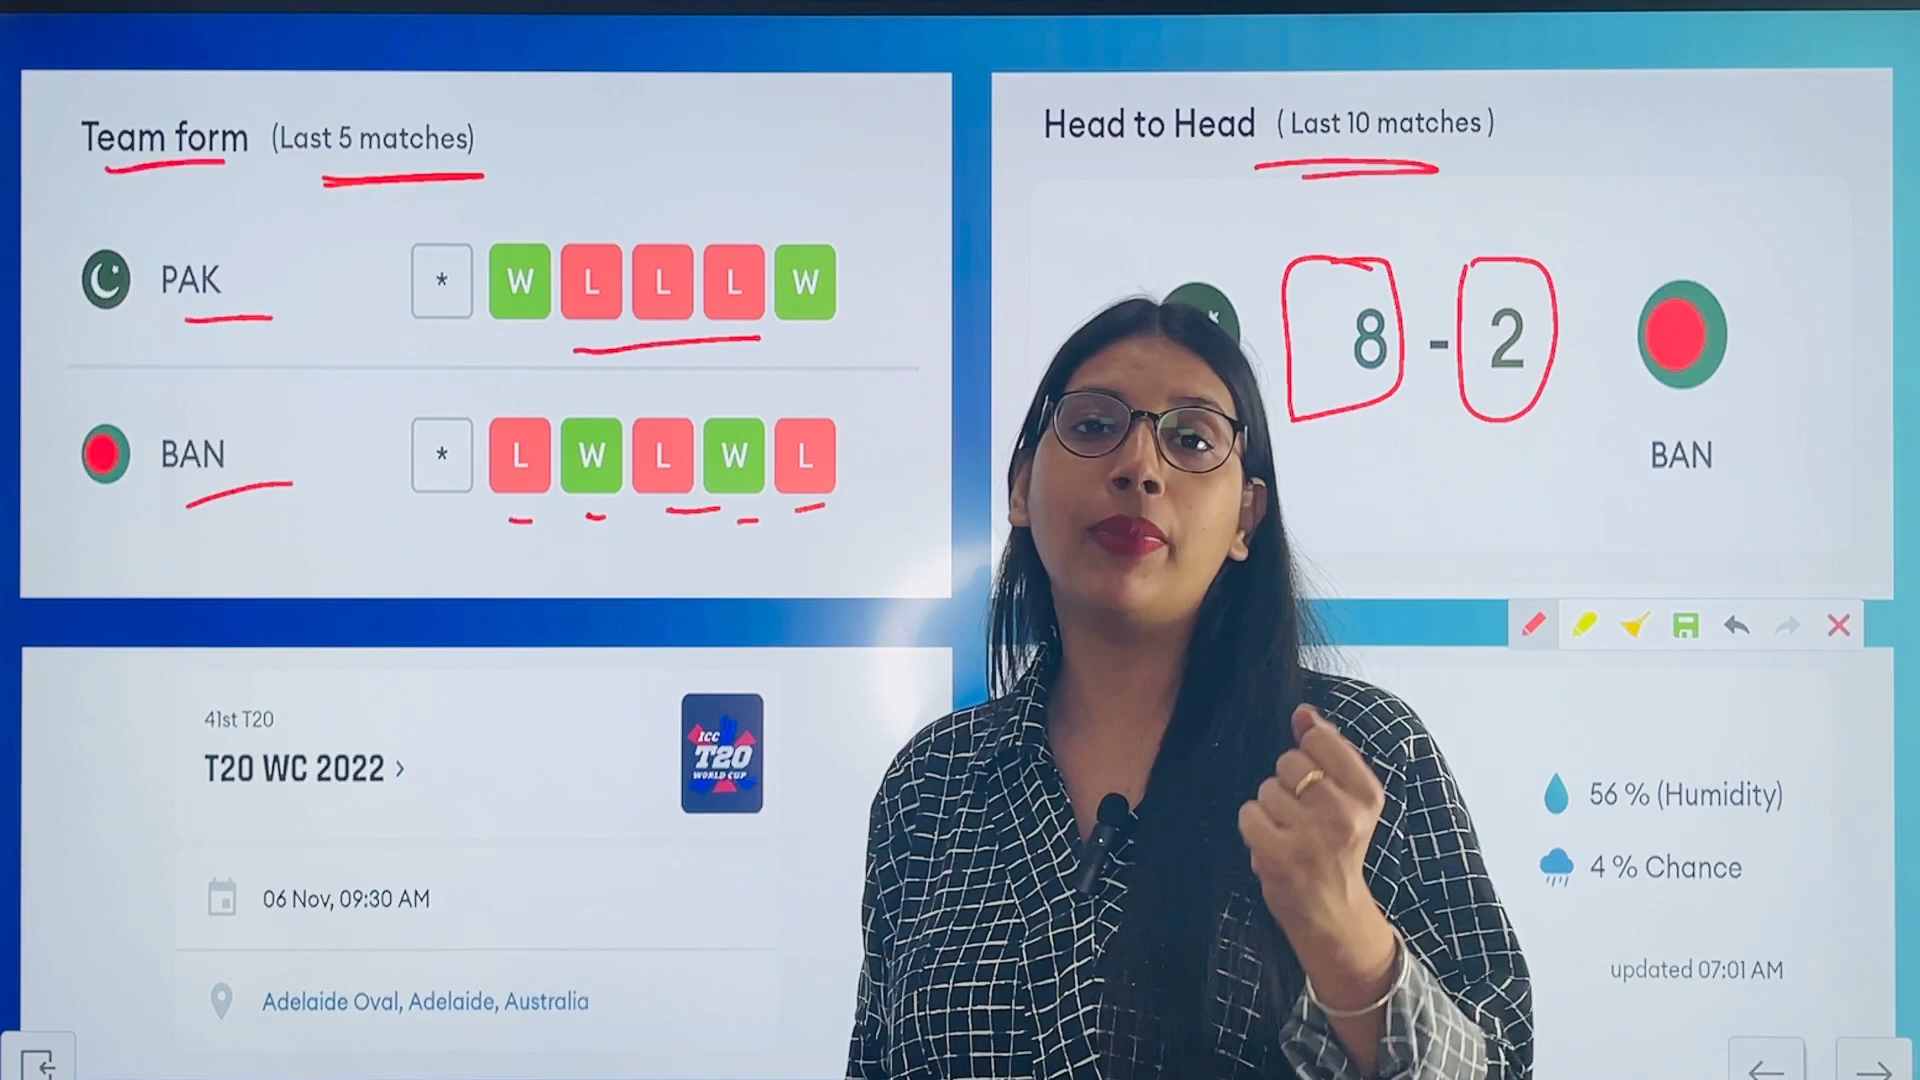 Team form (Last 5 matches)
PAK * W L L L W
BAN * L W L W L
Head to Head ( Last 10 matches )
8 - 2
BAN
41st T20
T20 WC 2022 >
ICC
T20
WORLD CUP
06 Nov, 09:30 AM
Adelaide Oval, Adelaide, Australia
56 % (Humidity)
4 % Chance
updated 07:01 AM